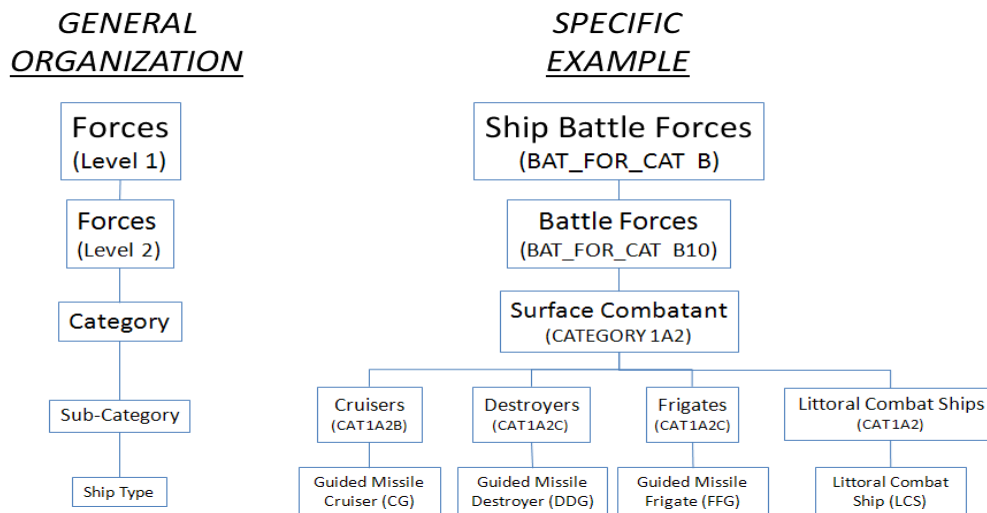 GENERAL
ORGANIZATION
Forces
(Level 1)
Forces
(Level 2)
Category
Sub-Category
Ship Type
SPECIFIC
EXAMPLE
Ship Battle Forces
(BAT_FOR_CAT B)
Battle Forces
(BAT_FOR_CAT B10)
Surface Combatant
(CATEGORY 1A2)
Cruisers
(CAT1A2B)
Destroyers
(CAT1A2C)
Frigates
(CAT1A2C)
Littoral Combat Ships
(CAT1A2)
Guided Missile
Cruiser (CG)
Guided Missile
Destroyer (DDG)
Guided Missile
Frigate (FFG)
Littoral Combat
Ship (LCS)